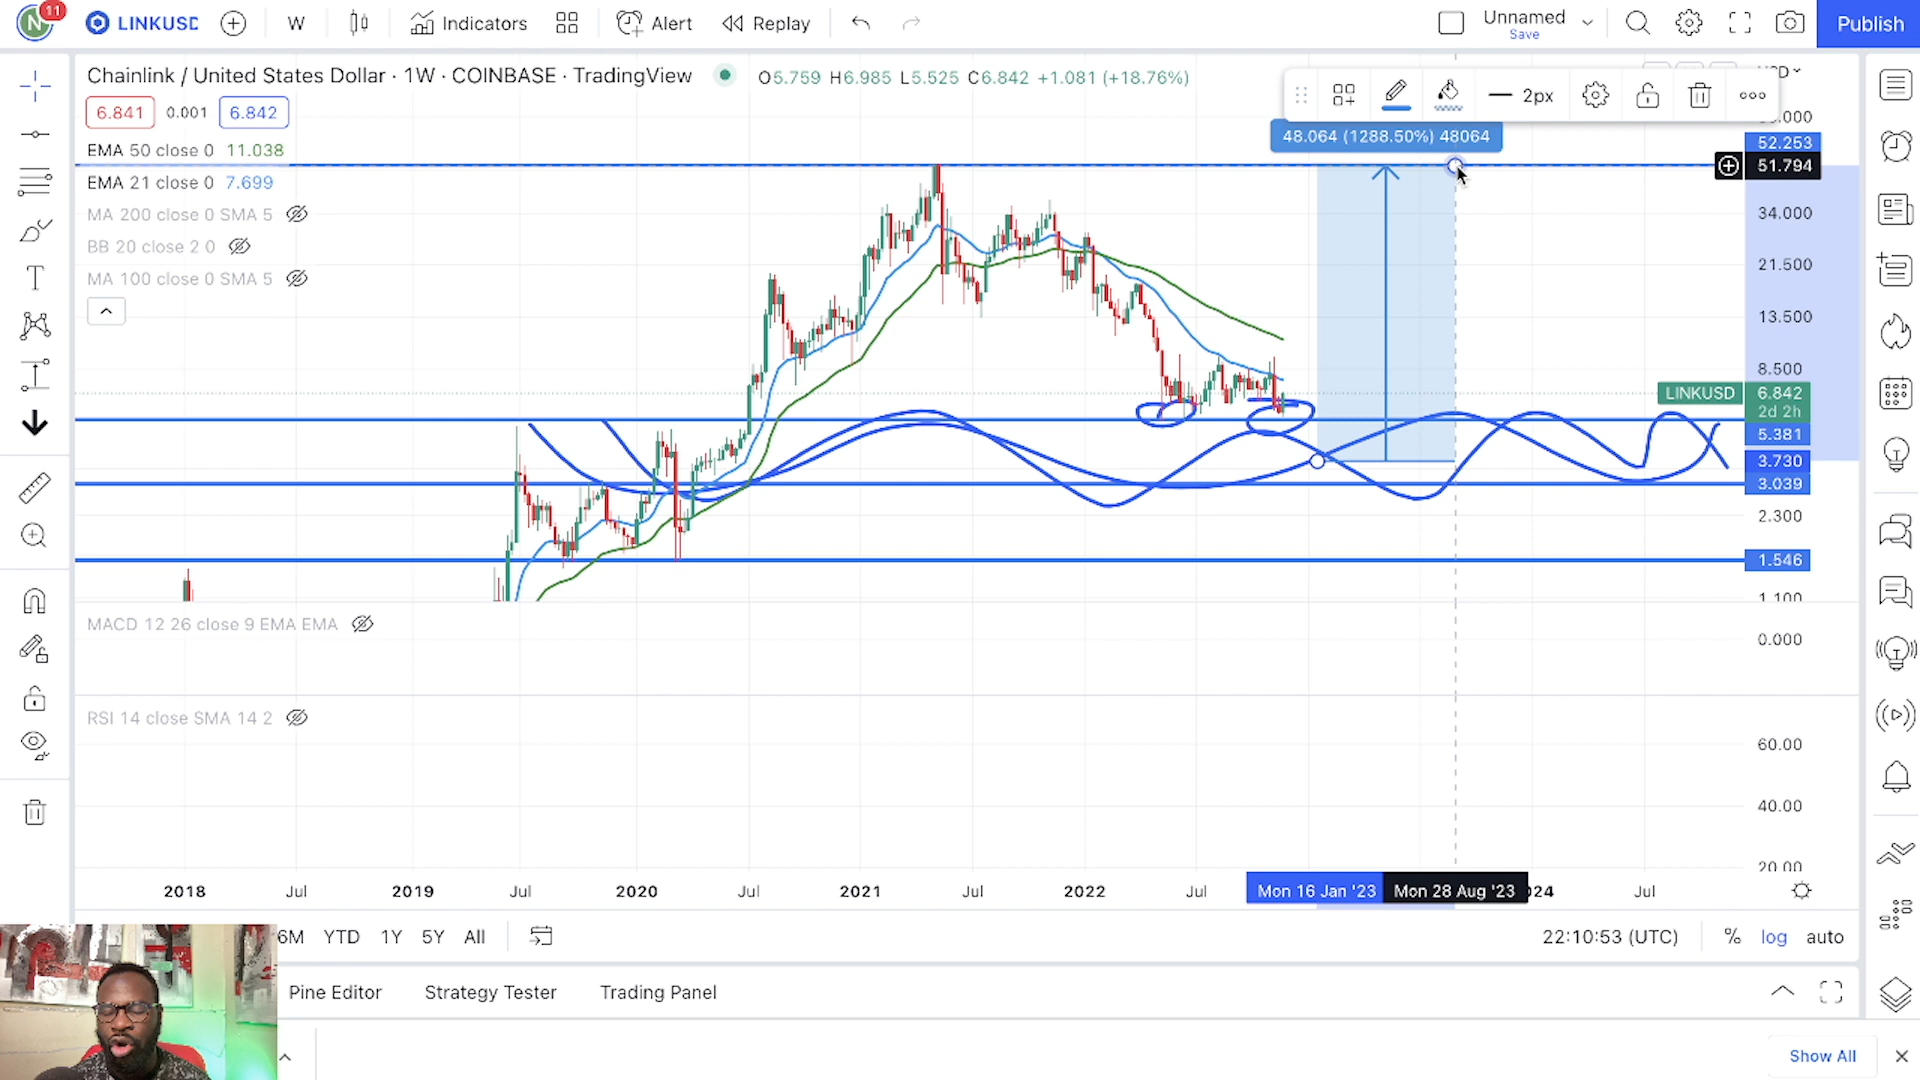 N 11 LINKUSD W Indicators Alert Replay Unnamed Save Publish
Chainlink / United States Dollar · 1W · COINBASE · TradingView O5.759 H6.985 L5.525 C6.842 +1.081 (+18.76%)
6.841 0.001 6.842
2px
EMA 50 close 0 11.038
EMA 21 close 0 7.699
MA 200 close 0 SMA 5
BB 20 close 2 0
MA 100 close 0 SMA 5
48.064 (1288.50%) 48064
52.253
51.794
34.000
21.500
13.500
8.500
LINKUSD 6.842
2d 2h
5.381
3.730
3.039
2.300
1.546
1.100
MACD 12 26 close 9 EMA EMA
0.000
RSI 14 close SMA 14 2
60.00
40.00
20.00
2018 Jul 2019 Jul 2020 Jul 2021 Jul 2022 Jul Mon 16 Jan '23 Mon 28 Aug '23 024 Jul
6M YTD 1Y 5Y All 22:10:53 (UTC) % log auto
Pine Editor Strategy Tester Trading Panel
Show All